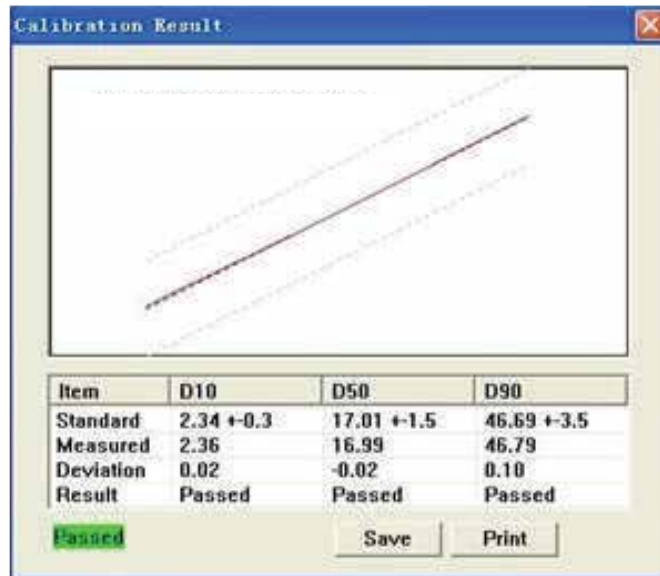 Calibration Result
Item D10 D50 D90
Standard 2.34 +-0.3 17.01 +-1.5 46.69 +-3.5
Measured 2.36 16.99 46.79
Deviation 0.02 -0.02 0.10
Result Passed Passed Passed
Passed Save Print